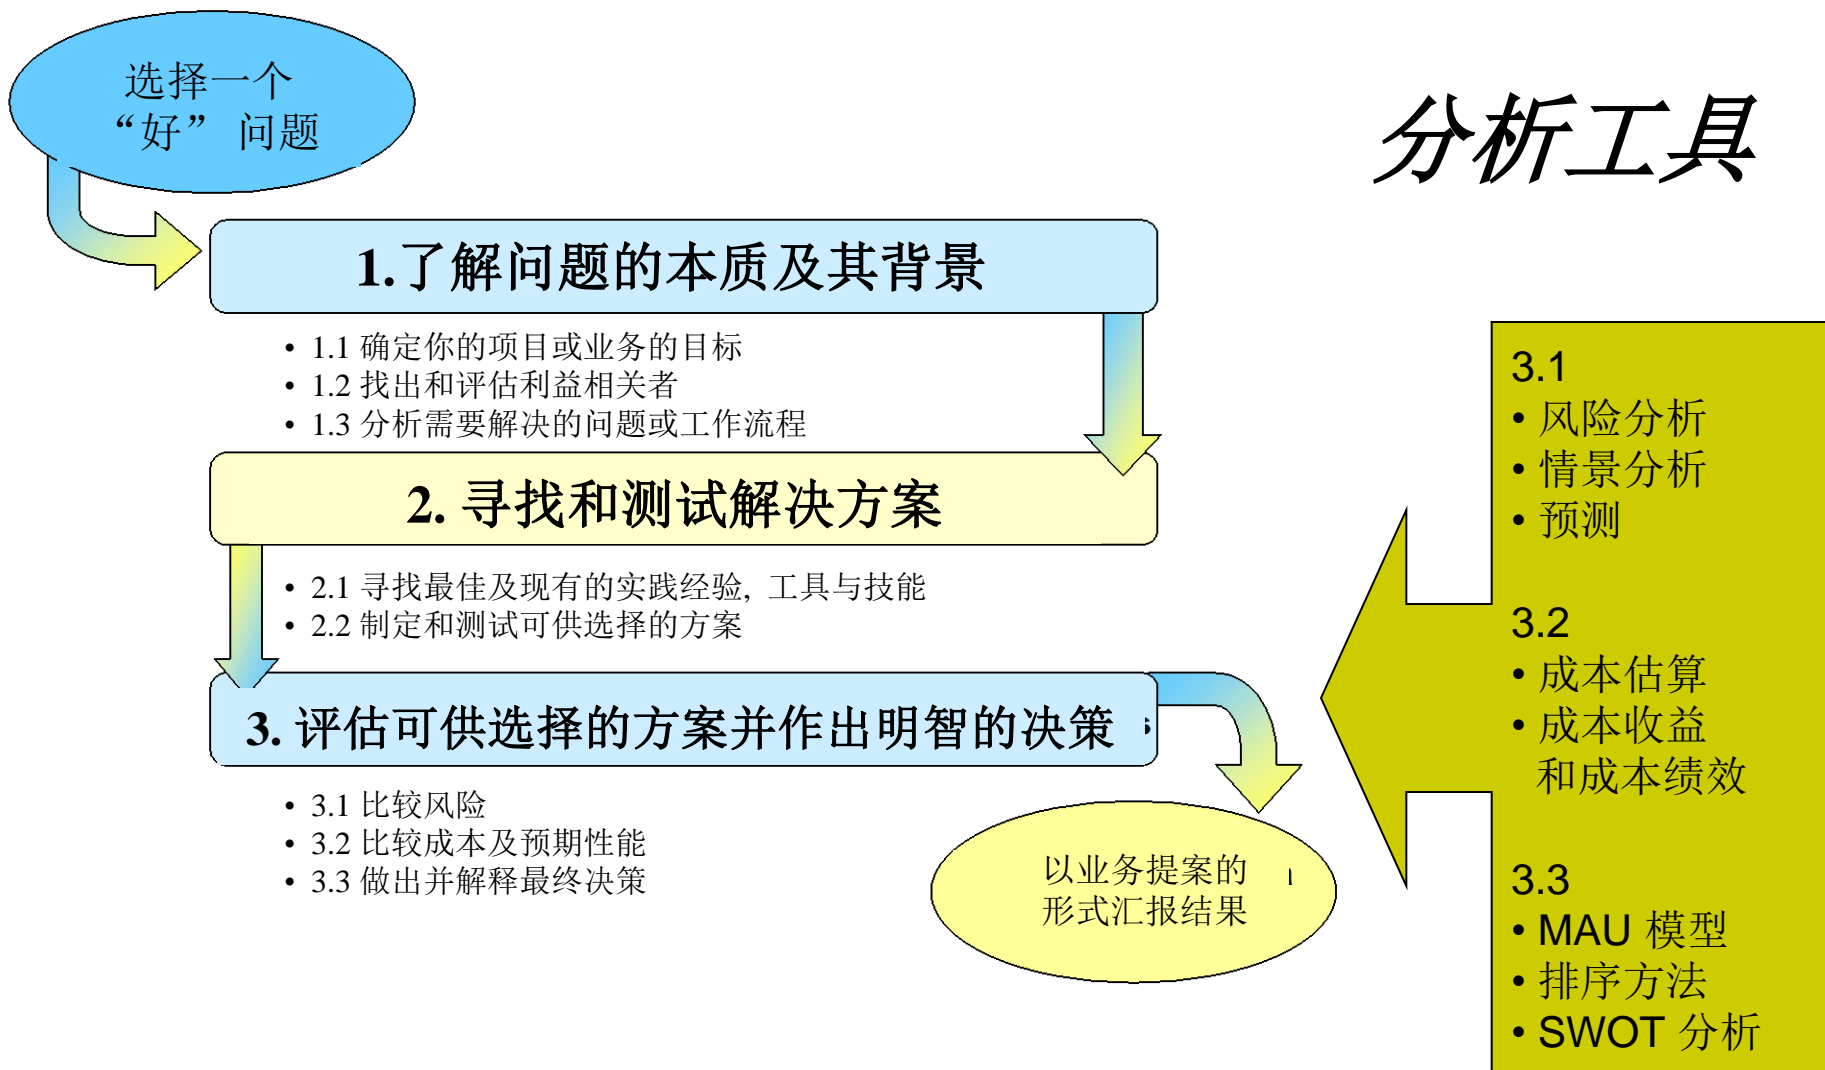 选择一个
“好” 问题
分析工具
1.了解问题的本质及其背景
• 1.1 确定你的项目或业务的目标
• 1.2 找出和评估利益相关者
• 1.3 分析需要解决的问题或工作流程
2. 寻找和测试解决方案
• 2.1 寻找最佳及现有的实践经验, 工具与技能
• 2.2 制定和测试可供选择的方案
3. 评估可供选择的方案并作出明智的决策
• 3.1 比较风险
• 3.2 比较成本及预期性能
• 3.3 做出并解释最终决策
以业务提案的
形式汇报结果
3.1
• 风险分析
• 情景分析
• 预测
3.2
• 成本估算
• 成本收益
和成本绩效
3.3
• MAU 模型
• 排序方法
• SWOT 分析